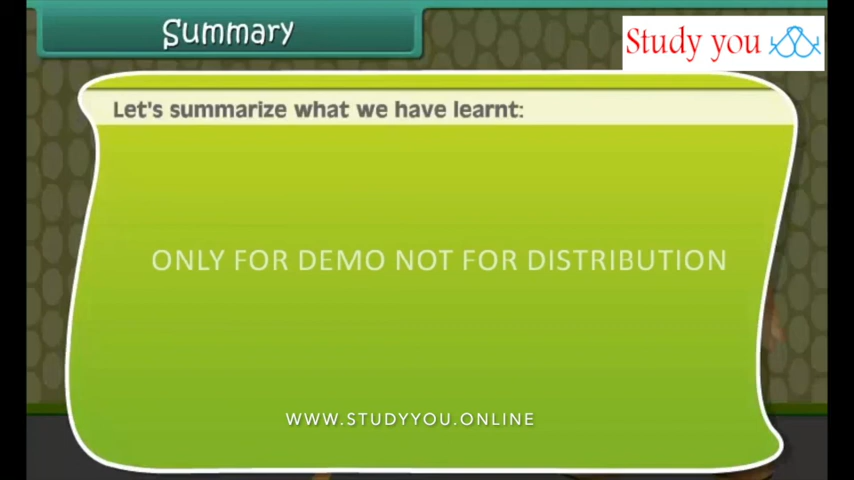 Summary
Study you
Let's summarize what we have learnt:
ONLY FOR DEMO NOT FOR DISTRIBUTION
WWW.STUDYYOU.ONLINE